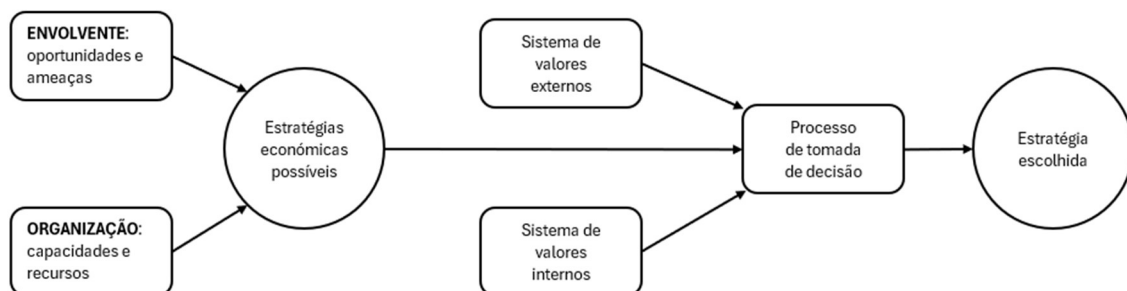 ENVOLVENTE:
oportunidades e
ameaças
ORGANIZAÇÃO:
capacidades e
recursos
Estratégias
económicas
possíveis
Sistema de
valores
externos
Sistema de
valores
internos
Processo
de tomada
de decisão
Estratégia
escolhida